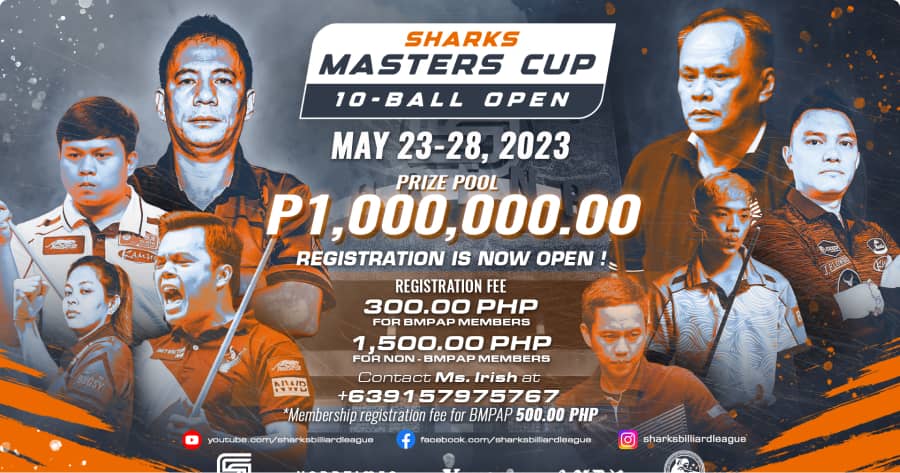 SHARKS
MASTERS CUP
10-BALL OPEN
MAY 23-28, 2023
PRIZE POOL
P1,000,000.00
REGISTRATION IS NOW OPEN !
REGISTRATION FEE
300.00 PHP
FOR BMPAP MEMBERS
1,500.00 PHP
FOR NON - BMPAP MEMBERS
Contact Ms. Irish at
+639157975767
*Membership registration fee for BMPAP 500.00 PHP
youtube.com/sharksbilliardleague
facebook.com/sharksbilliardleague
sharksbilliardleague
NWB